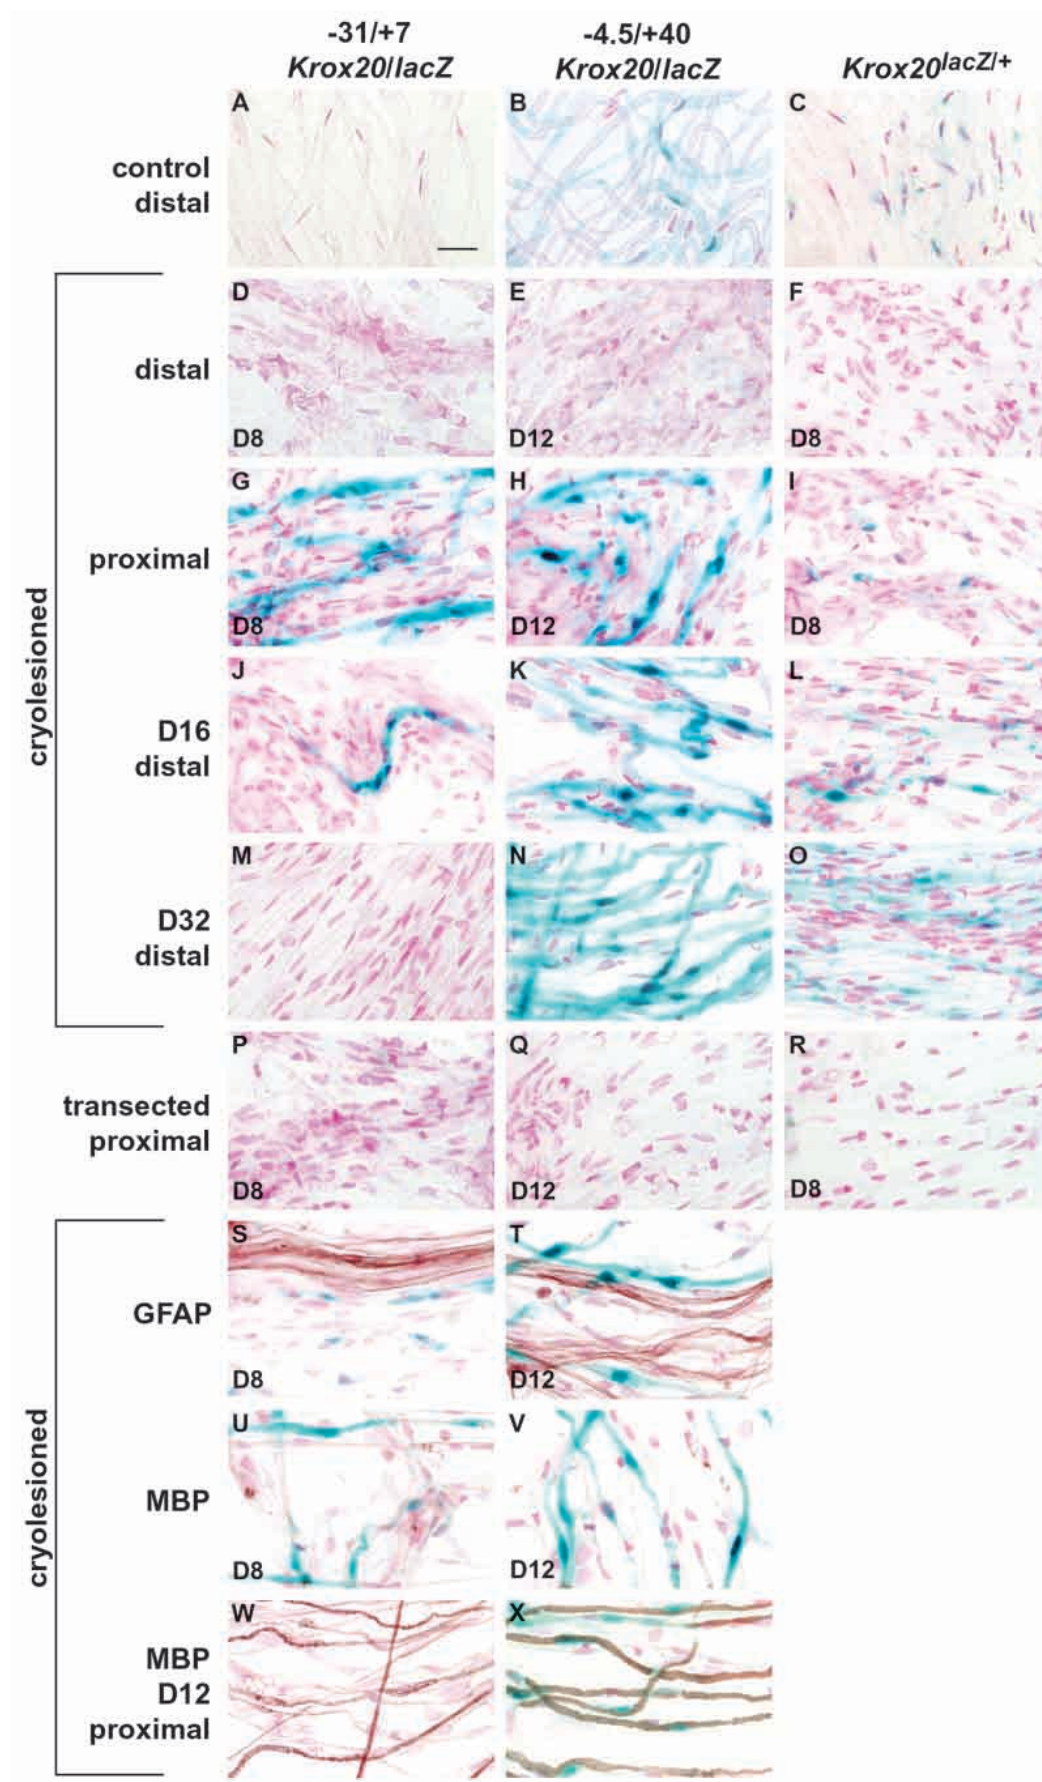 -31/+7
Krox20/lacZ
-4.5/+40
Krox20/lacZ
Krox20lacZ/+
control
distal
A
B
C
cryolesioned
distal
D
D8
E
D12
F
D8
proximal
G
D8
H
D12
I
D8
D16
distal
J
K
L
D32
distal
M
N
O
transected
proximal
P
D8
Q
D12
R
D8
cryolesioned
GFAP
S
D8
T
D12
MBP
U
D8
V
D12
MBP
D12
proximal
W
X